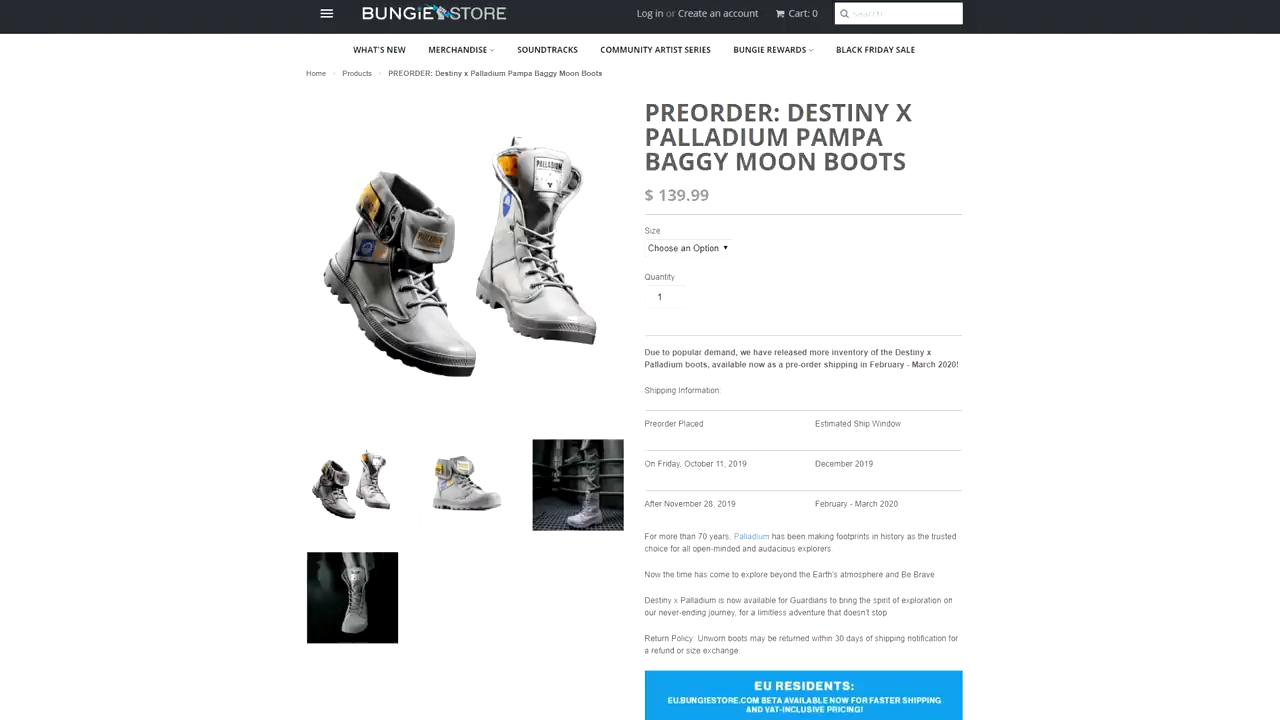 BUNGiE STORE
Log in or Create an account
Cart: 0
search
WHAT'S NEW
MERCHANDISE
SOUNDTRACKS
COMMUNITY ARTIST SERIES
BUNGIE REWARDS
BLACK FRIDAY SALE
Home
Products
PREORDER: Destiny x Palladium Pampa Baggy Moon Boots
PALLADIUM
PREORDER: DESTINY X
PALLADIUM PAMPA
BAGGY MOON BOOTS
$ 139.99
Size
Choose an Option
Quantity
1
Due to popular demand, we have released more inventory of the Destiny x
Palladium boots, available now as a pre-order shipping in February - March 2020!
Shipping Information:
Preorder Placed
Estimated Ship Window
On Friday, October 11, 2019
December 2019
After November 28, 2019
February - March 2020
For more than 70 years, Palladium has been making footprints in history as the trusted
choice for all open-minded and audacious explorers
Now the time has come to explore beyond the Earth's atmosphere and Be Brave
Destiny x Palladium is now available for Guardians to bring the spirit of exploration on
our never-ending journey, for a limitless adventure that doesn't stop
Return Policy: Unworn boots may be returned within 30 days of shipping notification for
a refund or size exchange.
EU RESIDENTS:
EU.BUNGIESTORE.COM BETA AVAILABLE NOW FOR FASTER SHIPPING
AND VAT-INCLUSIVE PRICING!